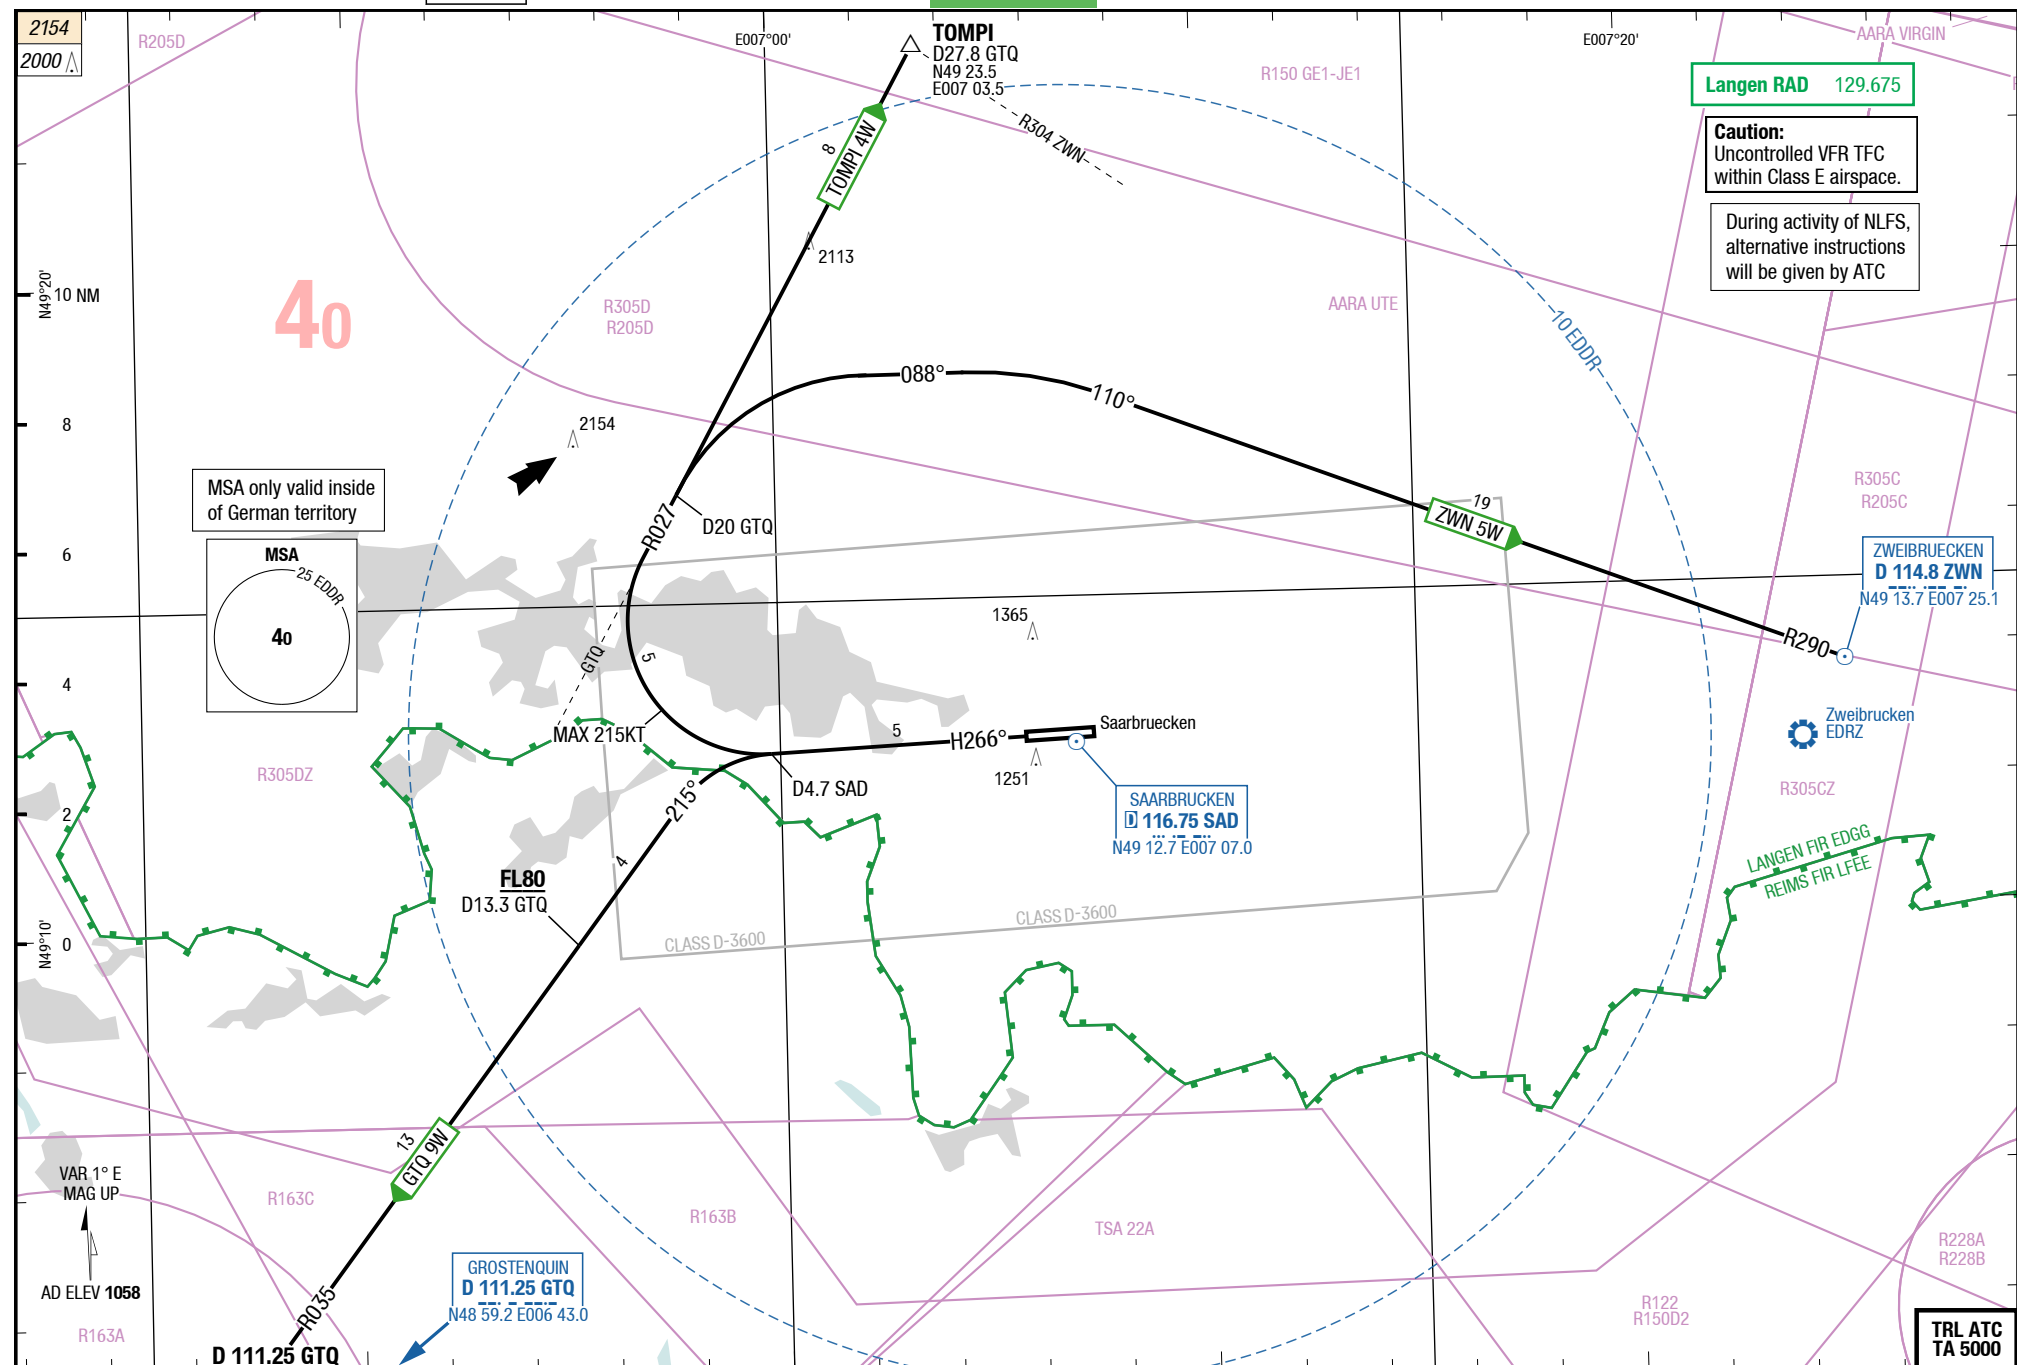 2154
2000
R205D
E007°00'
TOMPI
D27.8 GTQ
N49 23.5
E007 03.5
R304 ZWN
R150 GE1-JE1
E007°20'
AARA VIRGIN
Langen RAD 129.675
Caution:
Uncontrolled VFR TFC
within Class E airspace.
During activity of NLFS,
alternative instructions
will be given by ATC
8
TOMPI 4W
2113
N49°20'
10 NM
40
R305D
R205D
AARA UTE
10 EDDR
088°
110°
8
2154
MSA only valid inside
of German territory
MSA
25 EDDR
40
R027
D20 GTQ
19
ZWN 5W
R305C
R205C
6
ZWEIBRUECKEN
D 114.8 ZWN
N49 13.7 E007 25.1
R290
1365
GTQ
5
4
MAX 215KT
5
H266°
Saarbruecken
1251
Zweibrucken
EDRZ
R305DZ
D4.7 SAD
215°
SAARBRUCKEN
D 116.75 SAD
N49 12.7 E007 07.0
R305CZ
2
4
FL80
D13.3 GTQ
LANGEN FIR EDGG
REIMS FIR LFEE
CLASS D-3600
CLASS D-3600
N49°10'
0
13
GTQ 9W
VAR 1° E
MAG UP
R163C
R163B
TSA 22A
R228A
R228B
AD ELEV 1058
R035
GROSTENQUIN
D 111.25 GTQ
N48 59.2 E006 43.0
R163A
D 111.25 GTQ
R122
R150D2
TRL ATC
TA 5000